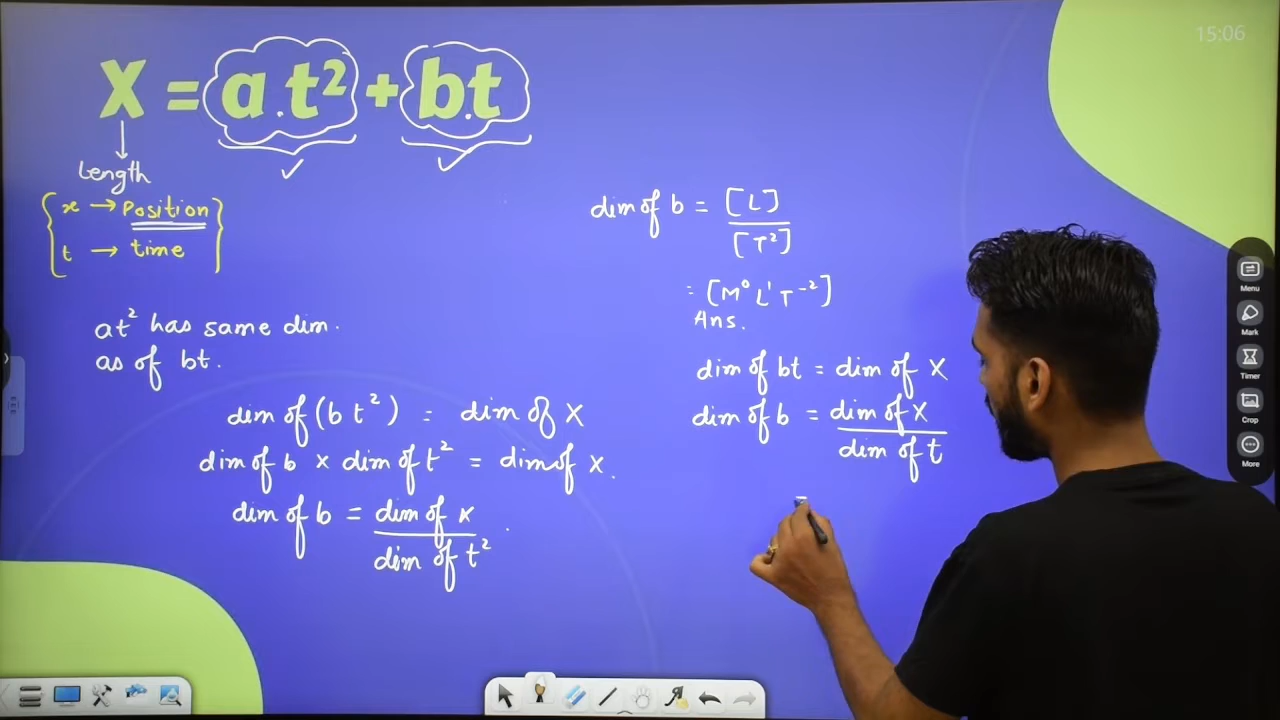 15:06
X = a.t² + b.t
Length
x → Position
t → time
at² has same dim.
as of bt.
dim of (b t²) = dim of X
dim of b × dim of t² = dim of x.
dim of b = dim of x
dim of t²
dim of b = [L]
[T²]
= [M⁰ L¹ T⁻²]
Ans.
dim of bt = dim of X
dim of b = dim of X
dim of t
=
Menu
Mark
Timer
Crop
More